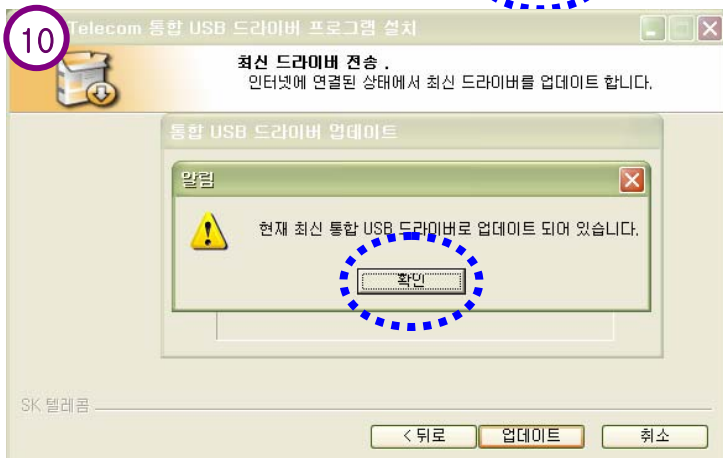 10
Telecom 통합 USB 드라이버 프로그램 설치
최신 드라이버 전송 .
인터넷에 연결된 상태에서 최신 드라이버를 업데이트 합니다.
통합 USB 드라이버 업데이트
알림
현재 최신 통합 USB 드라이버로 업데이트 되어 있습니다.
확인
SK 텔레콤
< 뒤로 업데이트 취소